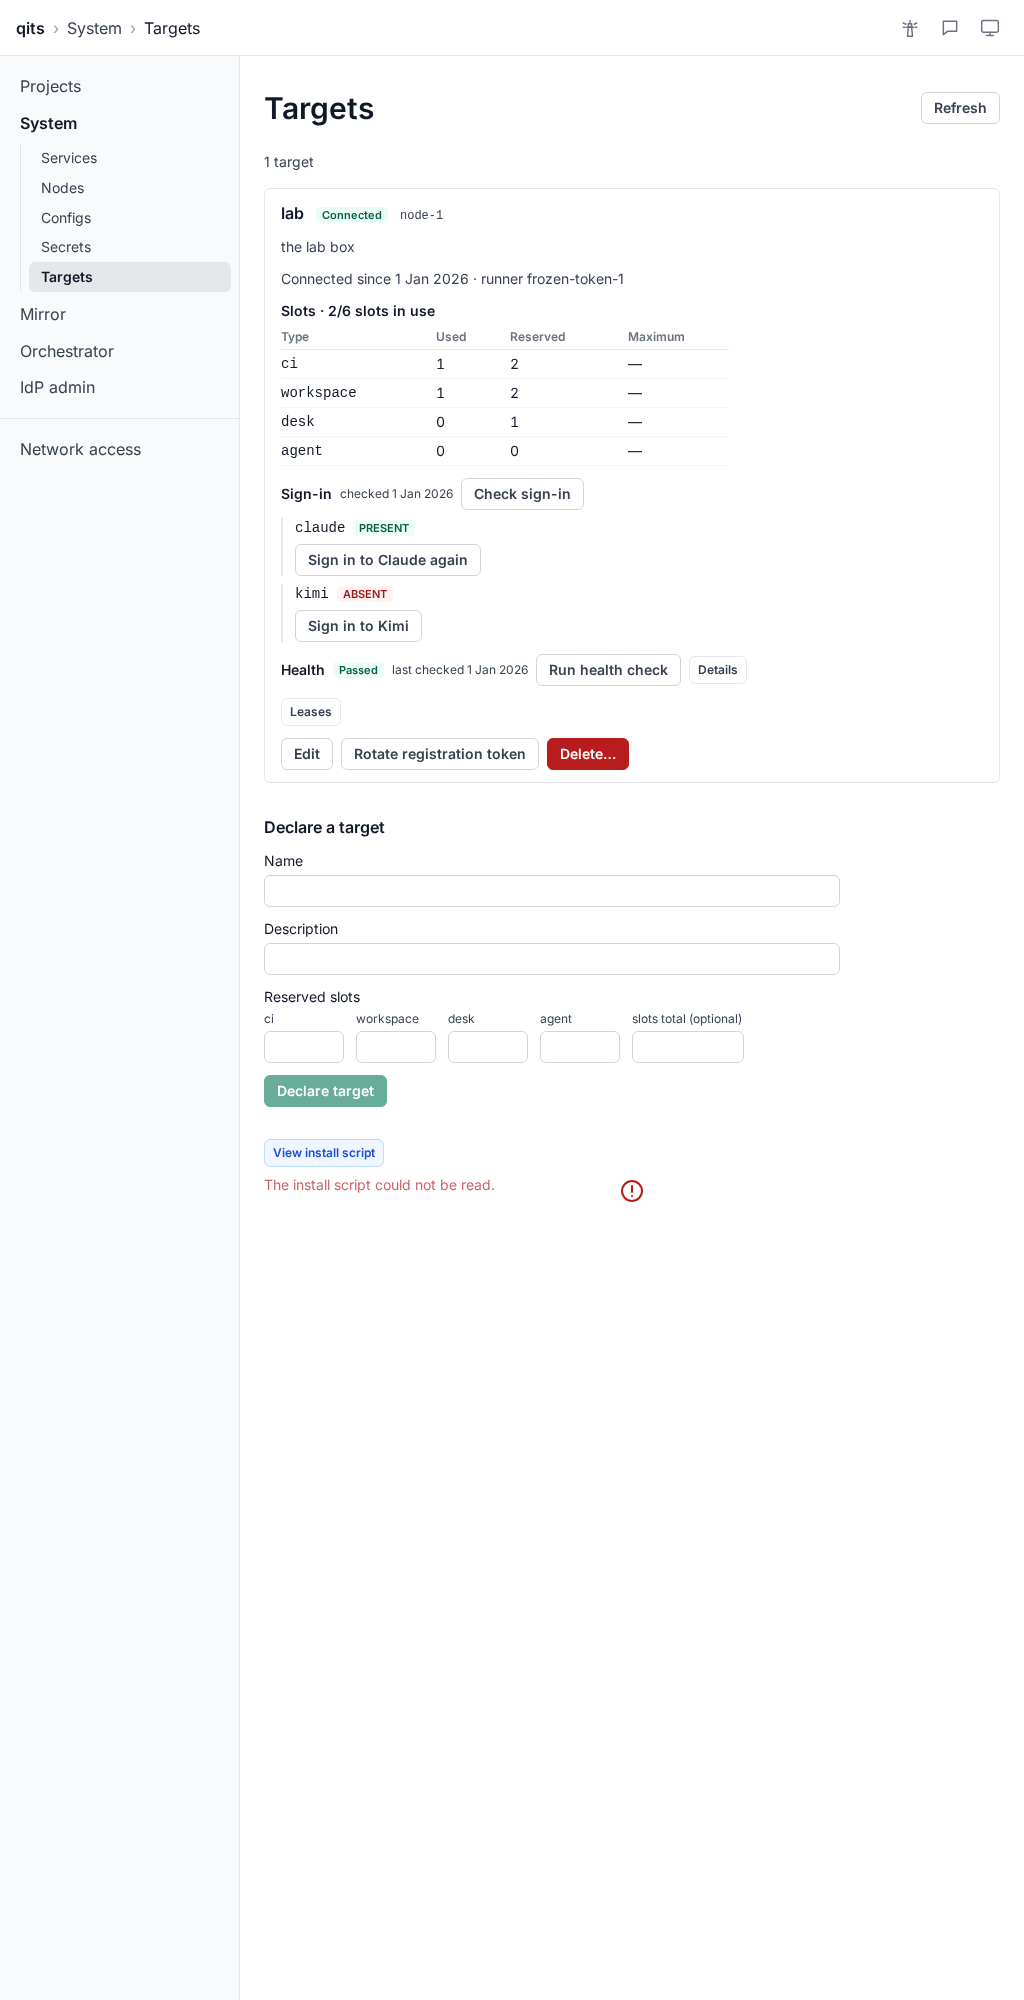 qits › System › Targets
Projects
System
Services
Nodes
Configs
Secrets
Targets
Mirror
Orchestrator
IdP admin
Network access
Targets
Refresh
1 target
lab Connected node-1
the lab box
Connected since 1 Jan 2026 · runner frozen-token-1
Slots · 2/6 slots in use
Type Used Reserved Maximum
ci 1 2 —
workspace 1 2 —
desk 0 1 —
agent 0 0 —
Sign-in checked 1 Jan 2026 Check sign-in
claude PRESENT
Sign in to Claude again
kimi ABSENT
Sign in to Kimi
Health Passed last checked 1 Jan 2026 Run health check Details
Leases
Edit Rotate registration token Delete...
Declare a target
Name
Description
Reserved slots
ci workspace desk agent slots total (optional)
Declare target
View install script
The install script could not be read.